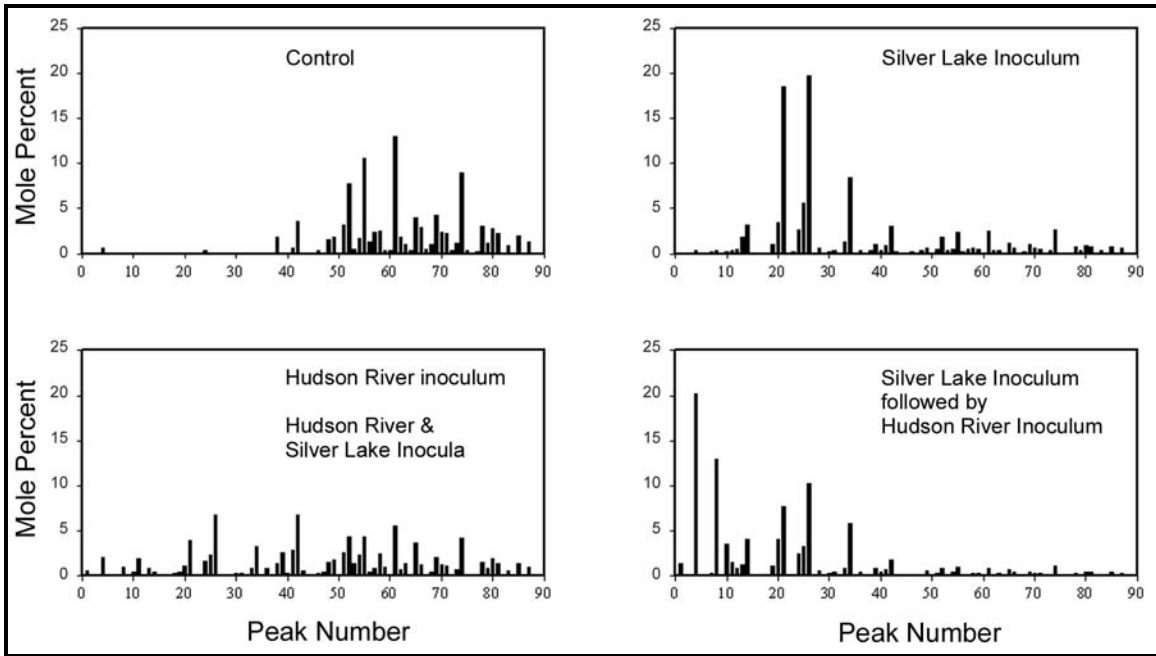 25
20
15
10
5
0
Mole Percent
Control
0 10 20 30 40 50 60 70 80 90
25
20
15
10
5
0
Silver Lake Inoculum
0 10 20 30 40 50 60 70 80 90
25
20
15
10
5
0
Mole Percent
Hudson River inoculum
Hudson River &
Silver Lake Inocula
0 10 20 30 40 50 60 70 80 90
Peak Number
25
20
15
10
5
0
Silver Lake Inoculum
followed by
Hudson River Inoculum
0 10 20 30 40 50 60 70 80 90
Peak Number